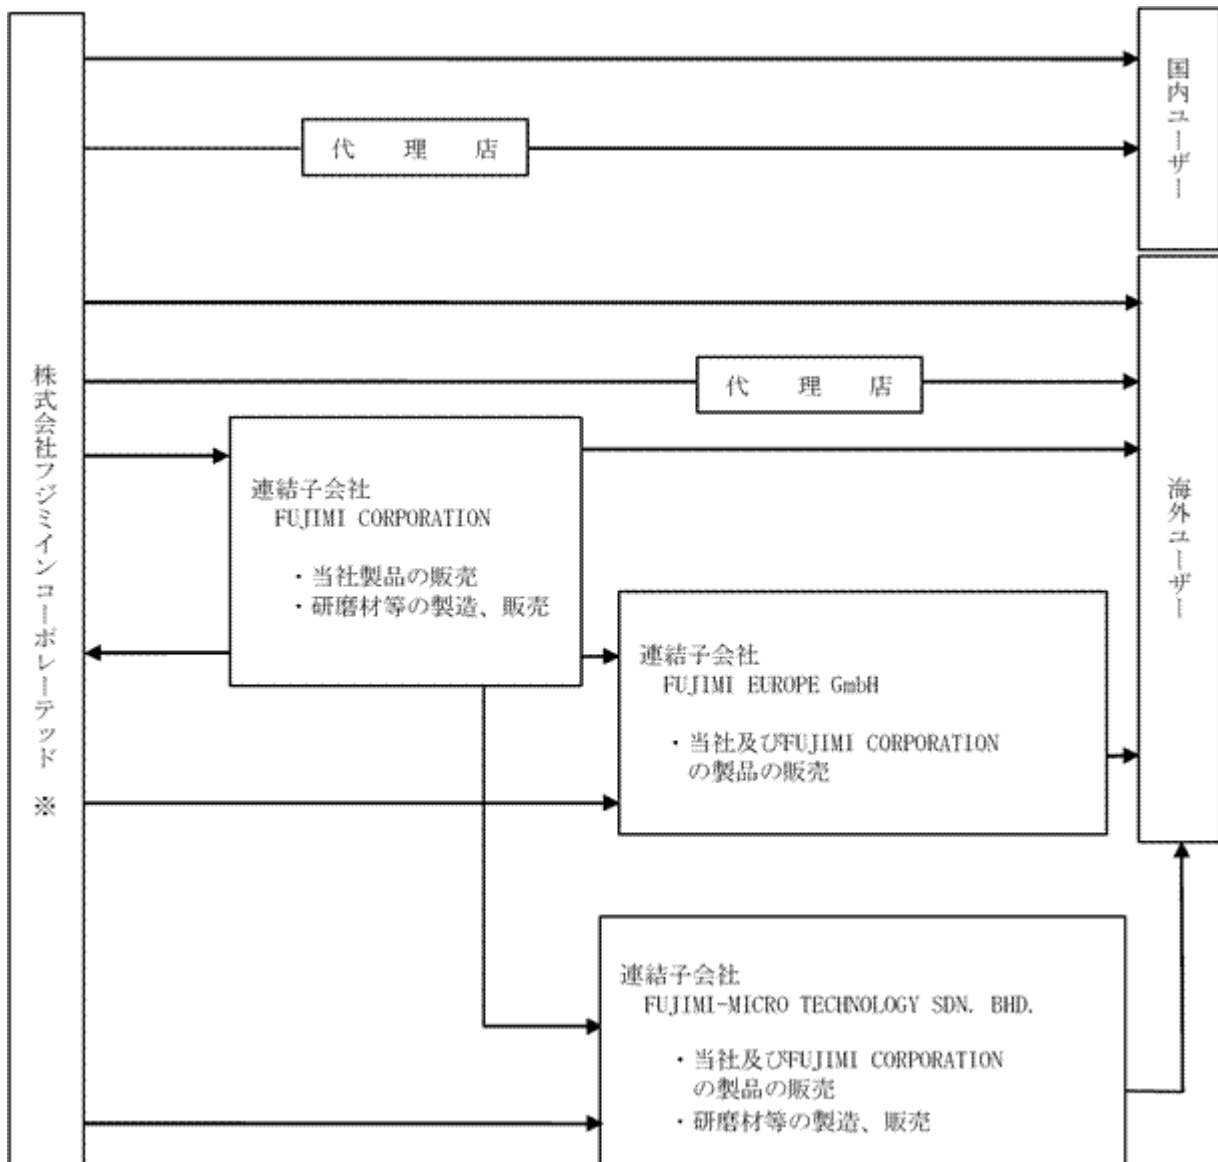 株式会社フジミインコーポレーテッド ※
国内ユーザー
代 理 店
海外ユーザー
代 理 店
連結子会社
FUJIMI CORPORATION
・当社製品の販売
・研磨材等の製造、販売
連結子会社
FUJIMI EUROPE GmbH
・当社及びFUJIMI CORPORATION
の製品の販売
連結子会社
FUJIMI-MICRO TECHNOLOGY SDN. BHD.
・当社及びFUJIMI CORPORATION
の製品の販売
・研磨材等の製造、販売